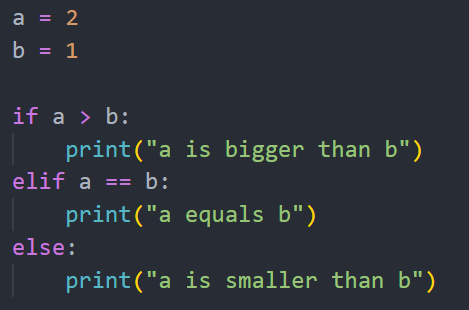 a = 2
b = 1
if a > b:
    print("a is bigger than b")
elif a == b:
    print("a equals b")
else:
    print("a is smaller than b")